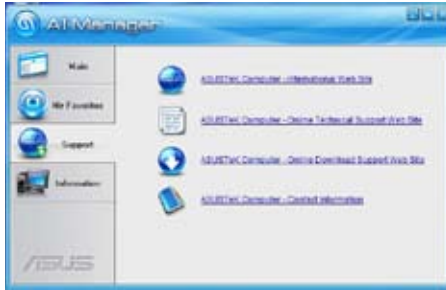 AI Manager
Main
My Favorites
Support
Information
ASUSTeK Computer - International Web Site
ASUSTeK Computer - Online Technical Support Web Site
ASUSTeK Computer - Online Download Support Web Site
ASUSTeK Computer - Contact Information
ASUS